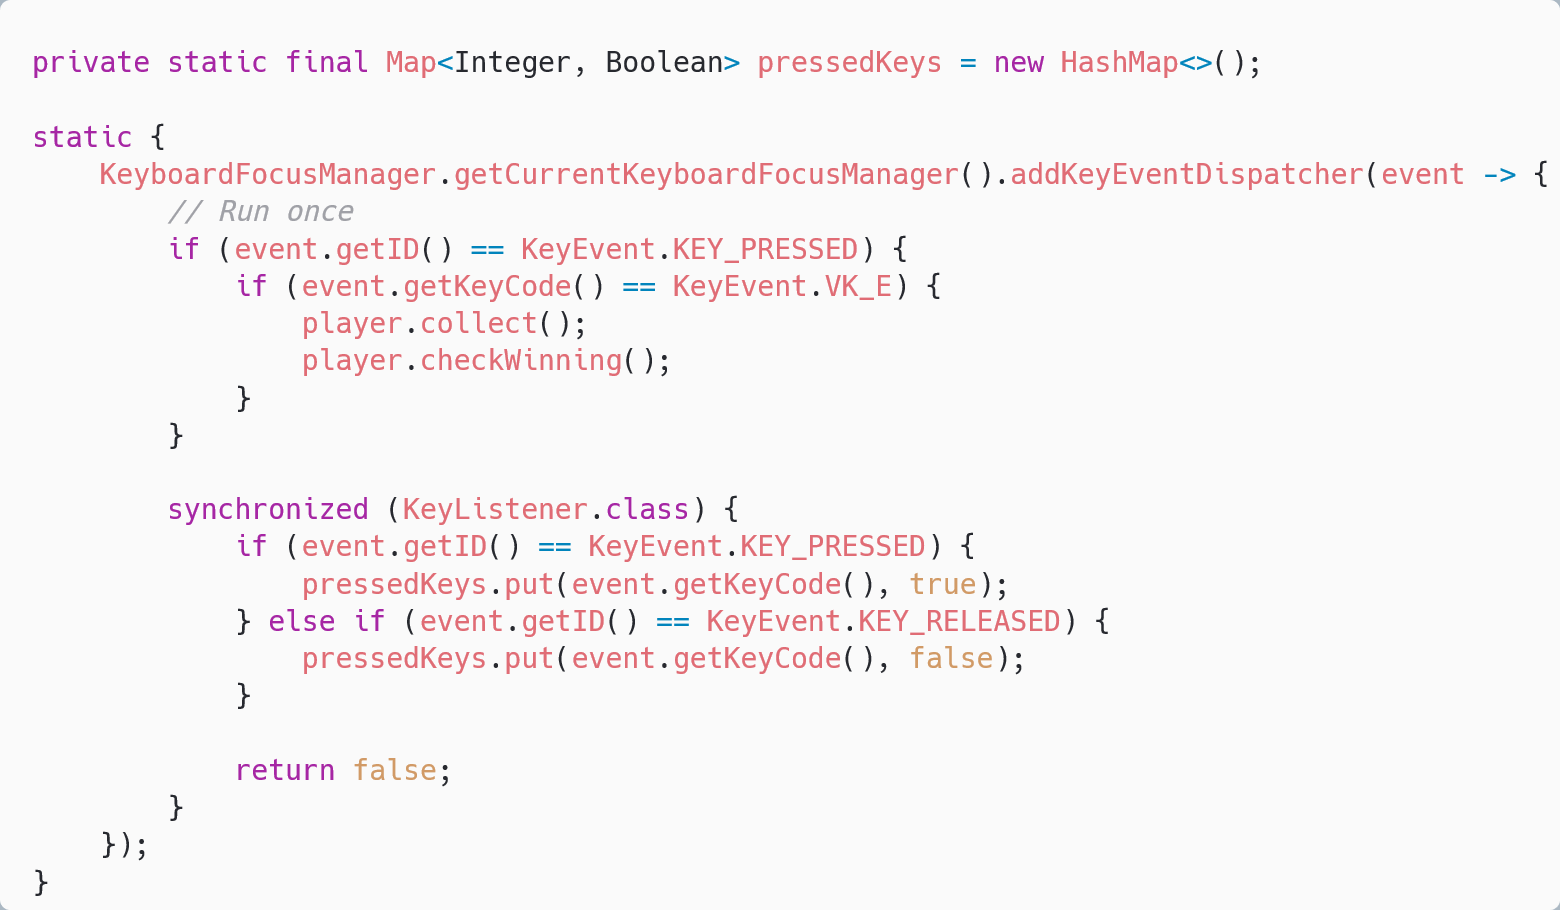 private static final Map<Integer, Boolean> pressedKeys = new HashMap<>();

static {
    KeyboardFocusManager.getCurrentKeyboardFocusManager().addKeyEventDispatcher(event -> {
        // Run once
        if (event.getID() == KeyEvent.KEY_PRESSED) {
            if (event.getKeyCode() == KeyEvent.VK_E) {
                player.collect();
                player.checkWinning();
            }
        }

        synchronized (KeyListener.class) {
            if (event.getID() == KeyEvent.KEY_PRESSED) {
                pressedKeys.put(event.getKeyCode(), true);
            } else if (event.getID() == KeyEvent.KEY_RELEASED) {
                pressedKeys.put(event.getKeyCode(), false);
            }

            return false;
        }
    });
}